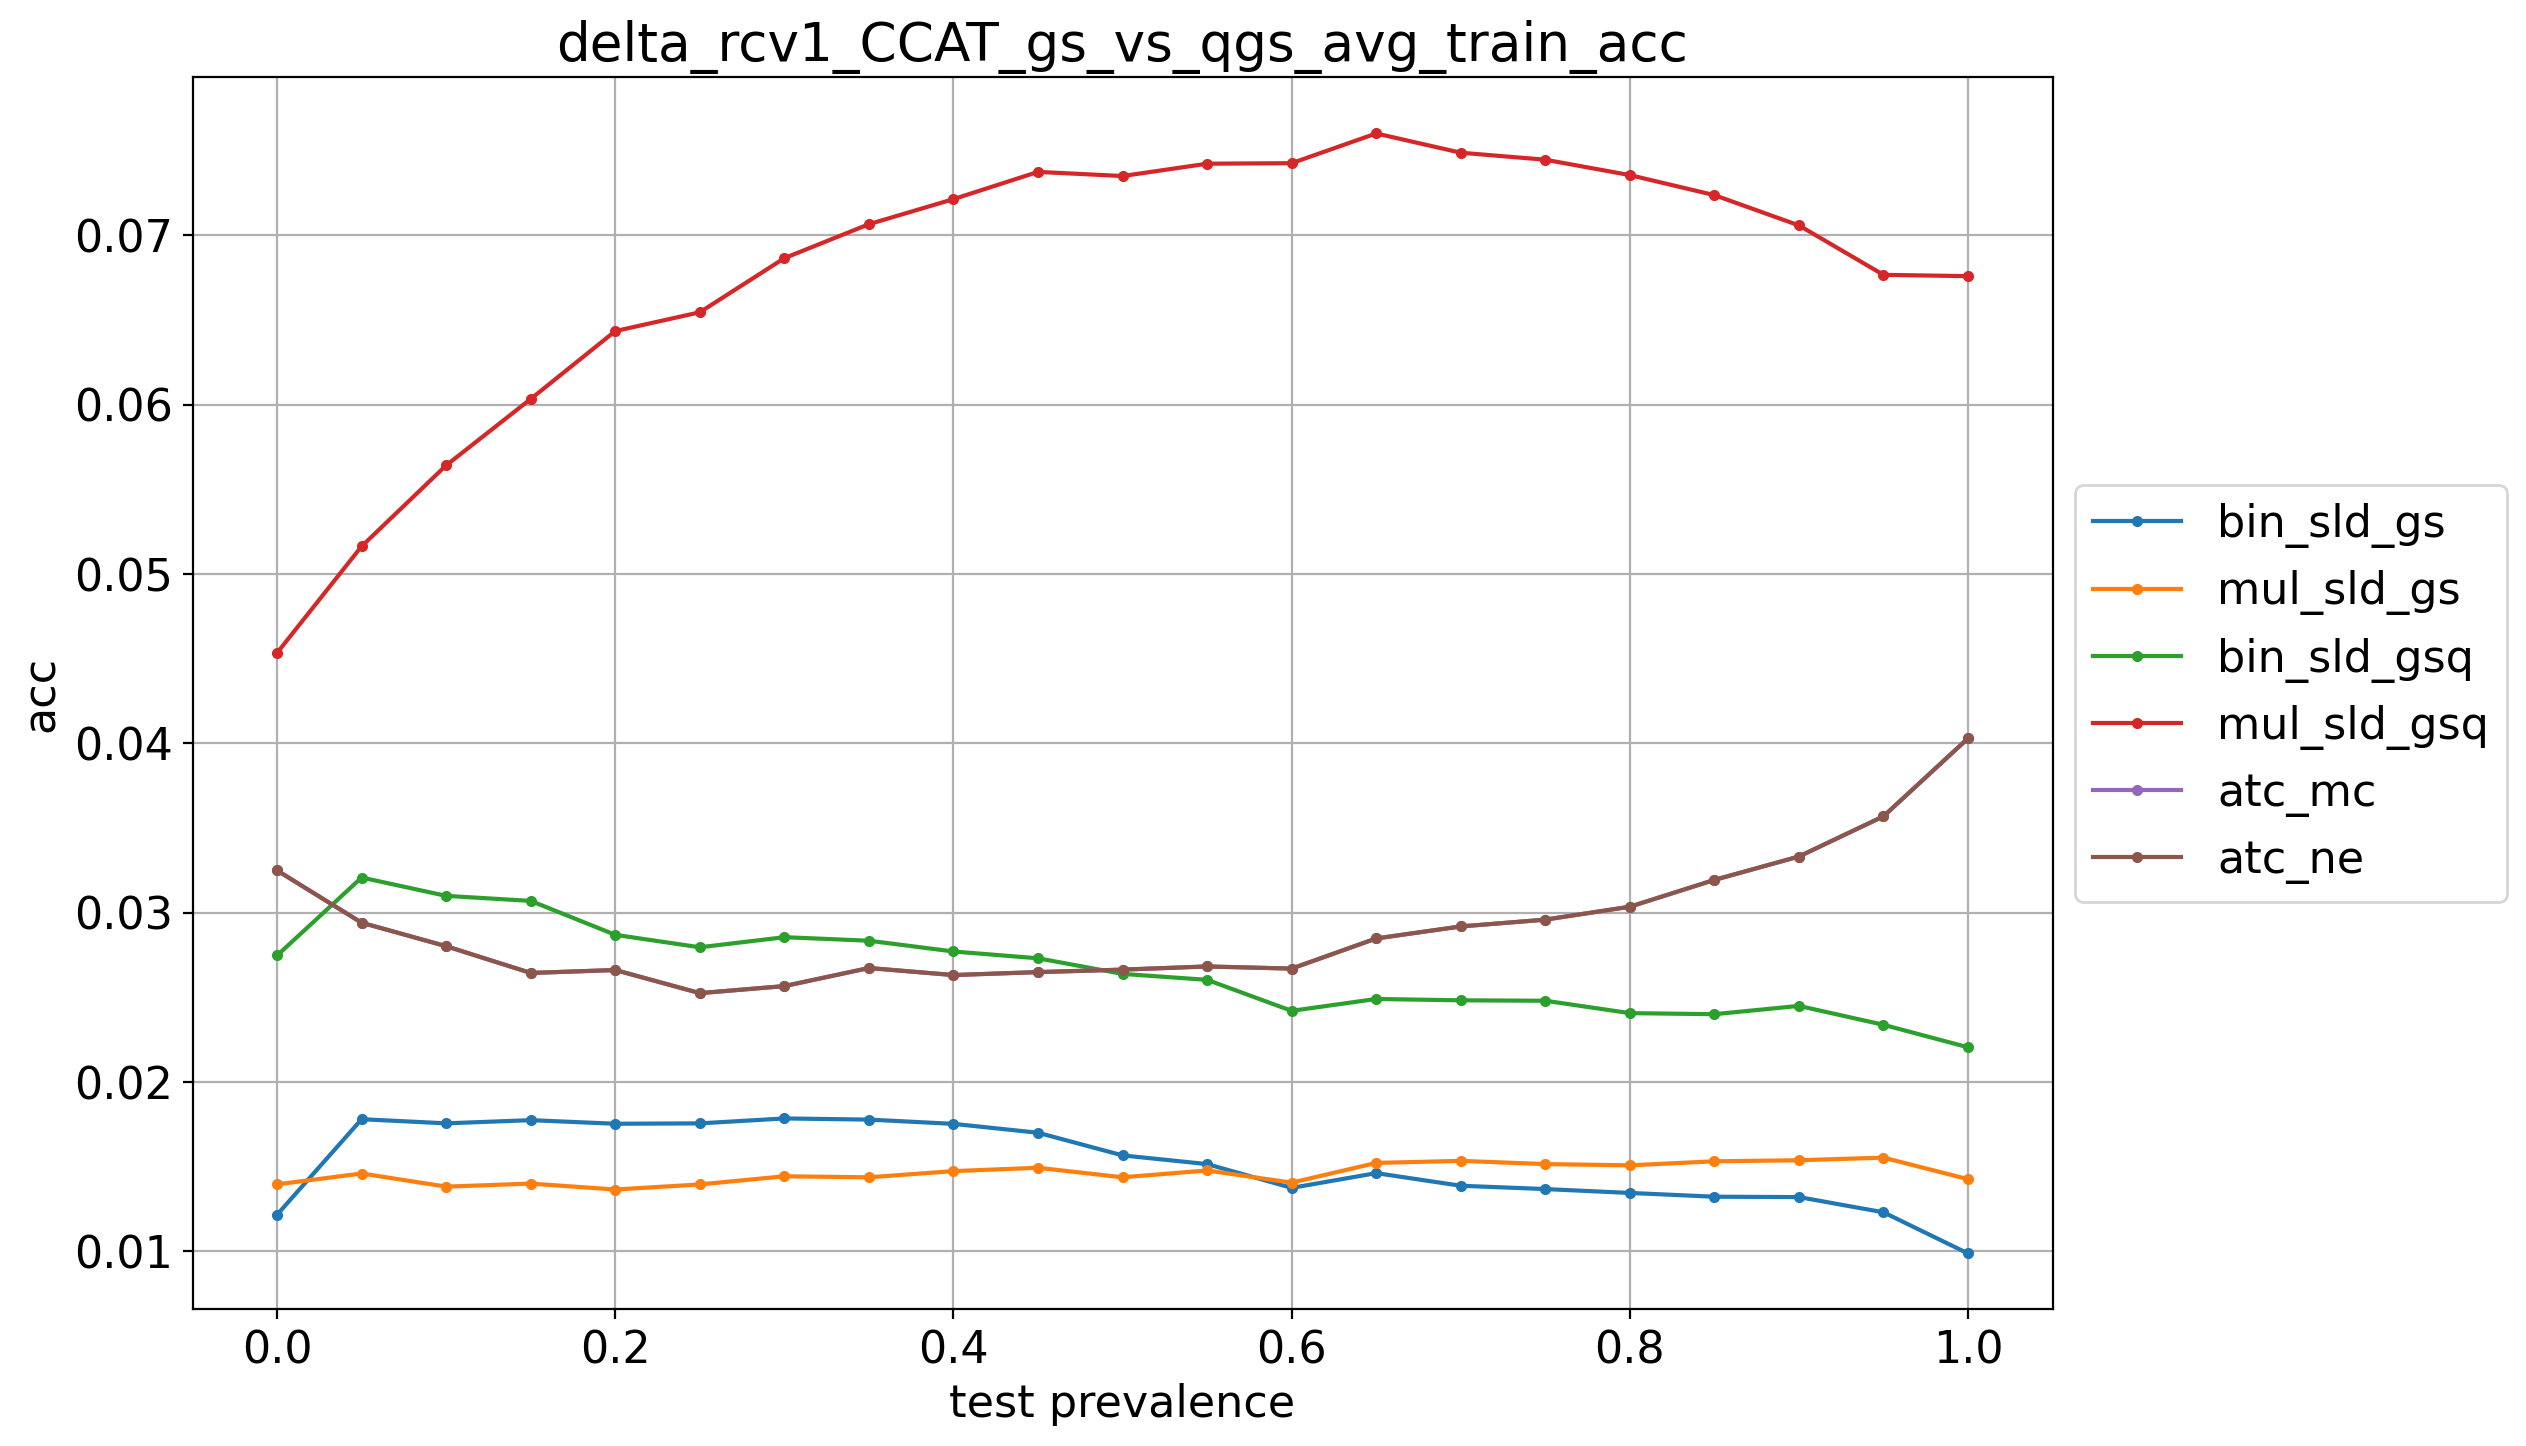 delta_rcv1_CCAT_gs_vs_qgs_avg_train_acc
acc
0.07
0.06
0.05
0.04
0.03
0.02
0.01
0.0 0.2 0.4 0.6 0.8 1.0
test prevalence
bin_sld_gs
mul_sld_gs
bin_sld_gsq
mul_sld_gsq
atc_mc
atc_ne